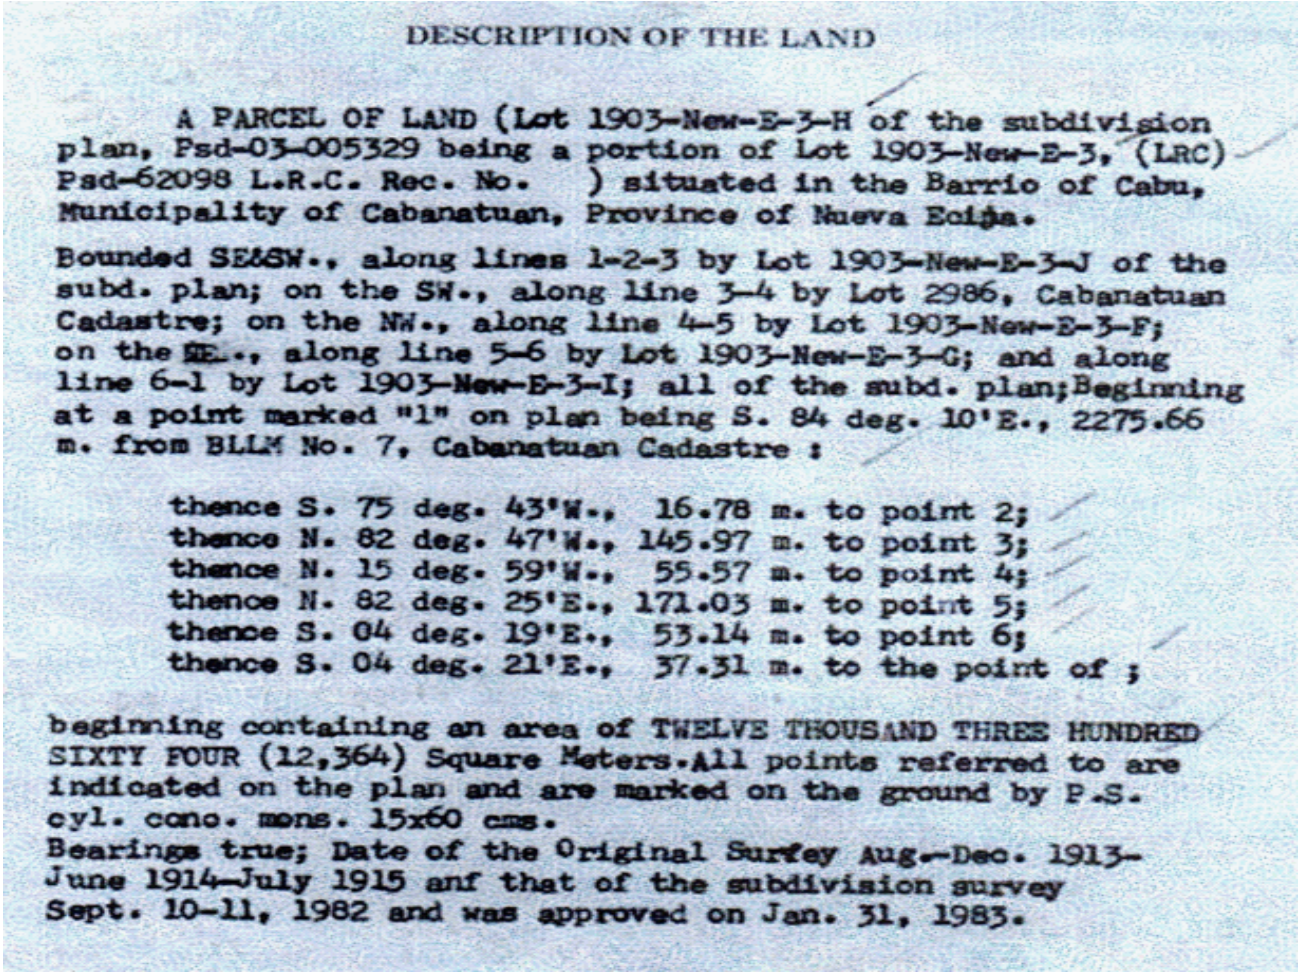 DESCRIPTION OF THE LAND
A PARCEL OF LAND (Lot 1903-New-E-3-H of the subdivision
plan, Psd-03-005329 being a portion of Lot 1903-New-E-3, (LRC)
Psd-62098 L.R.C. Rec. No. ) situated in the Barrio of Cabu,
Municipality of Cabanatuan, Province of Nueva Ecija.
Bounded SE&SW., along lines 1-2-3 by Lot 1903-New-E-3-J of the
subd. plan; on the SW., along line 3-4 by Lot 2986, Cabanatuan
Cadastre; on the NW., along line 4-5 by Lot 1903-New-E-3-F;
on the , along line 5-6 by Lot 1903-New-E-3-G; and along
line 6-1 by Lot 1903-New-E-3-I; all of the subd. plan;Beginning
at a point marked "1" on plan being S. 84 deg. 10'E., 2275.66
m. from BLLM No. 7, Cabanatuan Cadastre :
thence S. 75 deg. 43'W., 16.78 m. to point 2;
thence N. 82 deg. 47'W., 145.97 m. to point 3;
thence N. 15 deg. 59'W., 55.57 m. to point 4;
thence N. 82 deg. 25'E., 171.03 m. to point 5;
thence S. 04 deg. 19'E., 53.14 m. to point 6;
thence S. 04 deg. 21'E., 37.31 m. to the point of ;
beginning containing an area of TWELVE THOUSAND THREE HUNDRED
SIXTY FOUR (12,364) Square Meters.All points referred to are
indicated on the plan and are marked on the ground by P.S.
cyl. conc. mons. 15x60 cms.
Bearings true; Date of the Original Surfey Aug.-Dec. 1913-
June 1914-July 1915 anf that of the subdivision survey
Sept. 10-11, 1982 and was approved on Jan. 31, 1983.